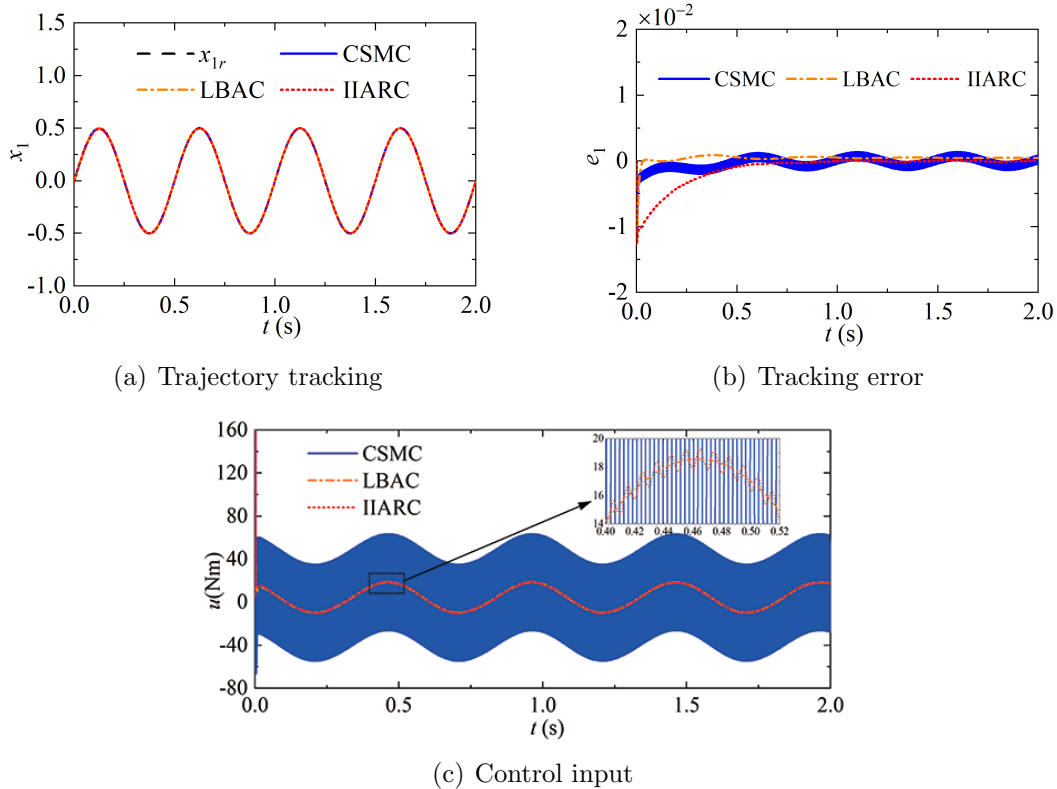 1.5
1.0
0.5
0.0
-0.5
-1.0
x₁
x₁ᵣ
CSMC
LBAC
IIARC
0.0 0.5 1.0 1.5 2.0
t (s)
(a) Trajectory tracking
×10⁻²
2
1
0
-1
-2
e₁
CSMC LBAC IIARC
0.0 0.5 1.0 1.5 2.0
t (s)
(b) Tracking error
160
120
80
40
0
-40
-80
u(Nm)
CSMC
LBAC
IIARC
20
18
16
14
0.40 0.42 0.44 0.46 0.48 0.50 0.52
0.0 0.5 1.0 1.5 2.0
t (s)
(c) Control input